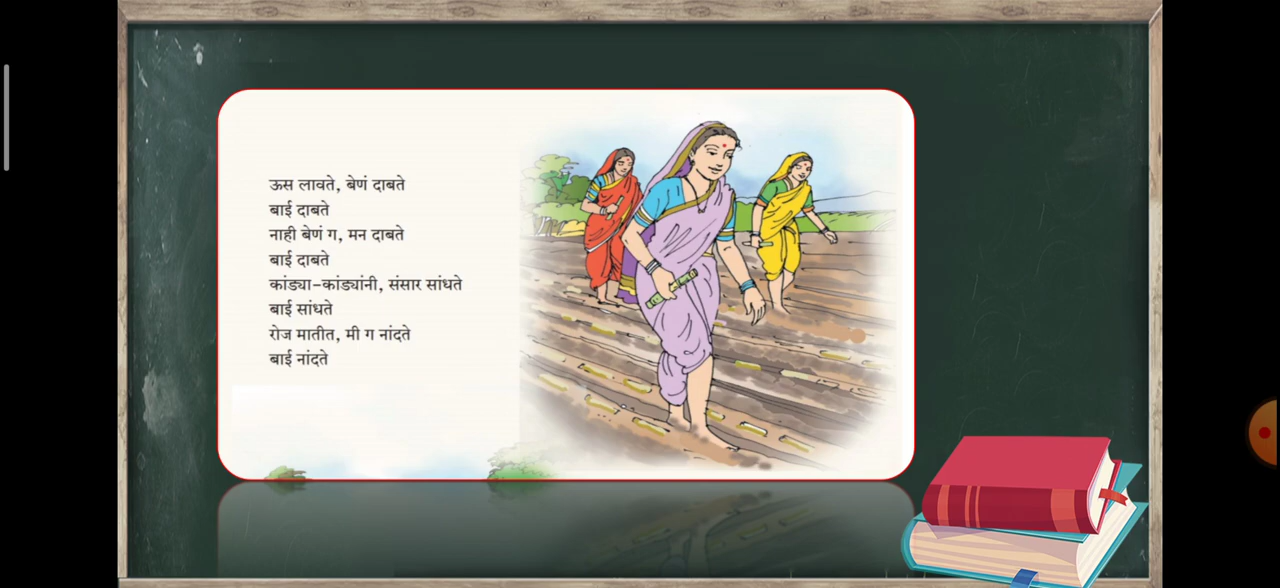 ऊस लावते, बेणं दाबते
बाई दाबते
नाही बेणं ग, मन दाबते
बाई दाबते
कांड्या-कांड्यांनी, संसार सांधते
बाई सांधते
रोज मातीत, मी ग नांदते
बाई नांदते